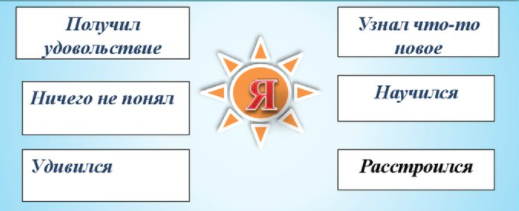 Получил
удовольствие
Ничего не понял
Удивился
Я
Узнал что-то
новое
Научился
Расстроился